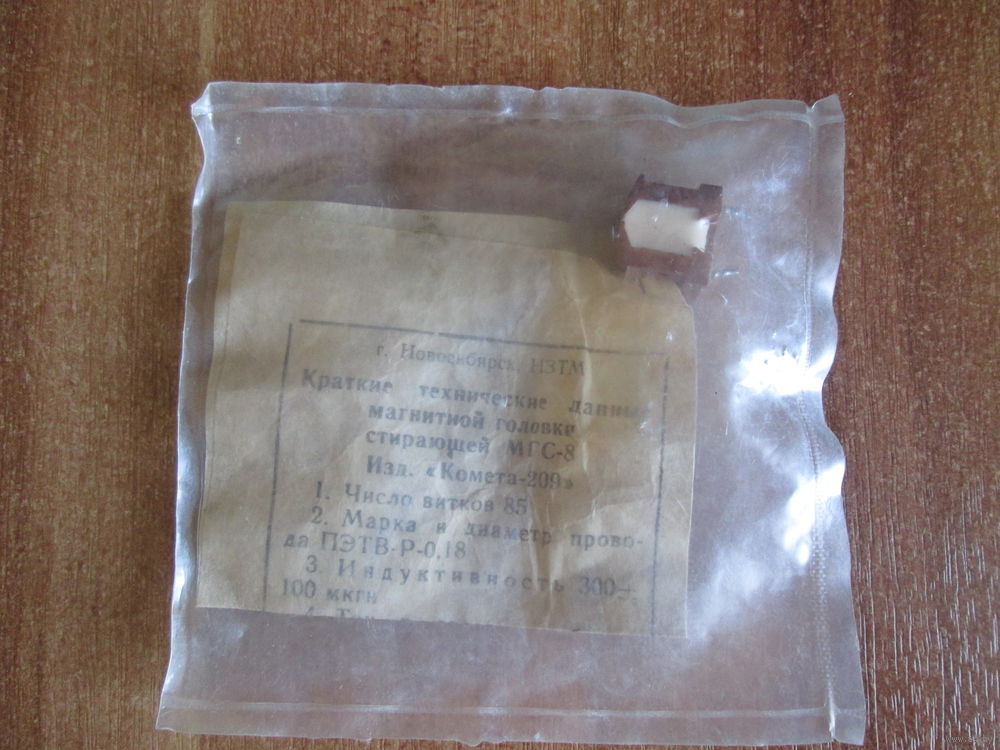 г. Новосибирск, НЗТМ
Краткие технические данные
магнитной головки
стирающей МГС-8
Изд. «Комета-209»
1. Число витков 85
2. Марка и диаметр прово-
да ПЭТВ-Р-0,18
3. Индуктивность 300±
100 мкгн